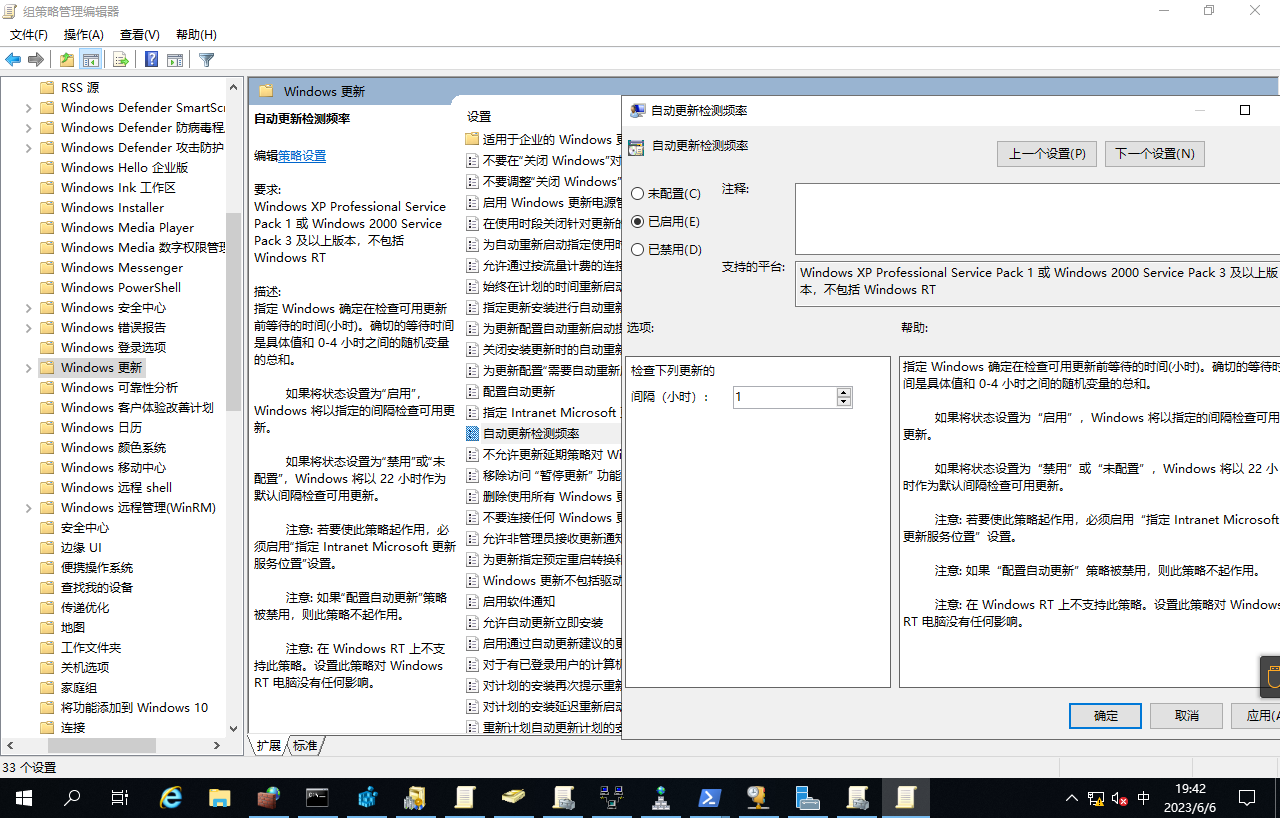 组策略管理编辑器
文件(F) 操作(A) 查看(V) 帮助(H)
RSS 源
Windows Defender SmartScr
Windows Defender 防病毒程
Windows Defender 攻击防护
Windows Hello 企业版
Windows Ink 工作区
Windows Installer
Windows Media Player
Windows Media 数字权限管理
Windows Messenger
Windows PowerShell
Windows 安全中心
Windows 错误报告
Windows 登录选项
Windows 更新
Windows 可靠性分析
Windows 客户体验改善计划
Windows 日历
Windows 颜色系统
Windows 移动中心
Windows 远程 shell
Windows 远程管理(WinRM)
安全中心
边缘 UI
便携操作系统
查找我的设备
传递优化
地图
工作文件夹
关机选项
家庭组
将功能添加到 Windows 10
连接
Windows 更新
自动更新检测频率
编辑策略设置
要求:
Windows XP Professional Service
Pack 1 或 Windows 2000 Service
Pack 3 及以上版本，不包括
Windows RT
描述:
指定 Windows 确定在检查可用更新
前等待的时间(小时)。确切的等待时间
是具体值和 0-4 小时之间的随机变量
的总和。
如果将状态设置为“启用”，
Windows 将以指定的间隔检查可用更
新。
如果将状态设置为“禁用”或“未
配置”，Windows 将以 22 小时作为
默认间隔检查可用更新。
注意: 若要使此策略起作用，必
须启用“指定 Intranet Microsoft 更新
服务位置”设置。
注意: 如果“配置自动更新”策略
被禁用，则此策略不起作用。
注意: 在 Windows RT 上不支
持此策略。设置此策略对 Windows
RT 电脑没有任何影响。
设置
适用于企业的 Windows 更
不要在“关闭 Windows”对
不要调整“关闭 Windows”
启用 Windows 更新电源管
在使用时段关闭针对更新的
为自动重新启动指定使用时
允许通过按流量计费的连接
始终在计划的时间重新启动
指定更新安装进行自动重新
为更新配置自动重新启动提
关闭安装更新时的自动重新
为更新配置“需要自动重新
配置自动更新
指定 Intranet Microsoft
自动更新检测频率
不允许更新延期策略对 Wi
移除访问 “暂停更新” 功能
删除使用所有 Windows 更
不要连接任何 Windows 更
允许非管理员接收更新通知
为更新指定预定重启转换和
Windows 更新不包括驱动
启用软件通知
允许自动更新立即安装
启用通过自动更新建议的更
对于有已登录用户的计算机
对计划的安装再次提示重新
对计划的安装延迟重新启动
重新计划自动更新计划的安
扩展 标准
33 个设置
自动更新检测频率
自动更新检测频率
上一个设置(P) 下一个设置(N)
未配置(C)
已启用(E)
已禁用(D)
注释:
支持的平台:
Windows XP Professional Service Pack 1 或 Windows 2000 Service Pack 3 及以上版
本，不包括 Windows RT
选项:
帮助:
检查下列更新的
间隔（小时）： 1
指定 Windows 确定在检查可用更新前等待的时间(小时)。确切的等待时
间是具体值和 0-4 小时之间的随机变量的总和。
如果将状态设置为“启用”，Windows 将以指定的间隔检查可用
更新。
如果将状态设置为“禁用”或“未配置”，Windows 将以 22 小
时作为默认间隔检查可用更新。
注意: 若要使此策略起作用，必须启用“指定 Intranet Microsoft
更新服务位置”设置。
注意: 如果“配置自动更新”策略被禁用，则此策略不起作用。
注意: 在 Windows RT 上不支持此策略。设置此策略对 Windows
RT 电脑没有任何影响。
确定 取消 应用(A
中
19:42
2023/6/6